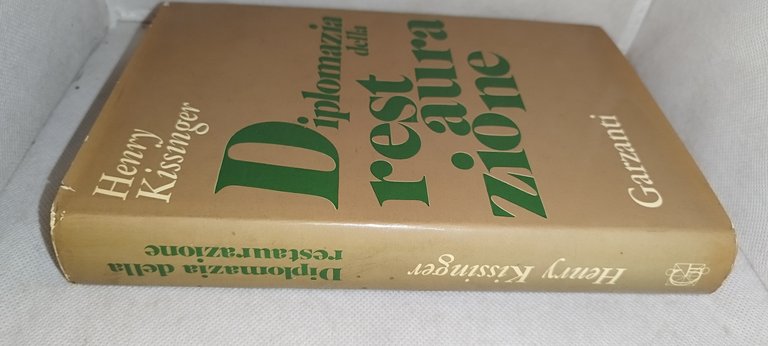 Henry
Kissinger
Diplomazia
della
rest
aura
zione
Garzanti
Diplomazia della
restaurazione
Henry Kissinger